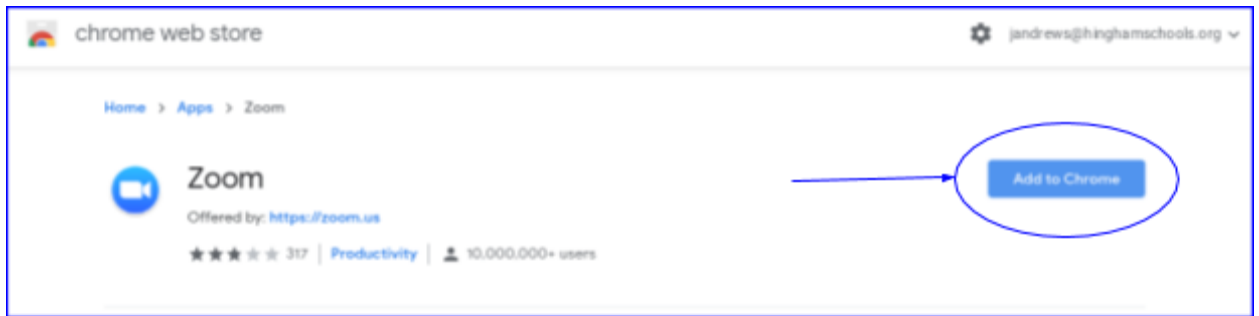 chrome web store jandrews@hinghamschools.org
Home > Apps > Zoom
Zoom
Add to Chrome
Offered by: https://zoom.us
317 | Productivity | 10,000,000+ users